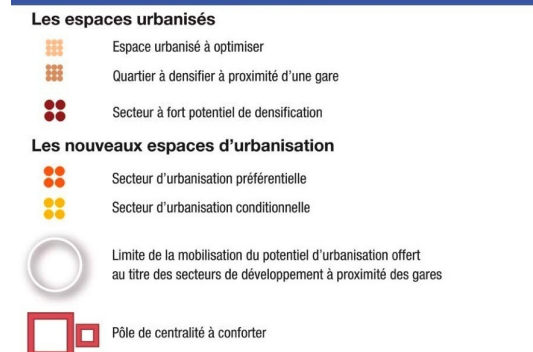 Les espaces urbanisés
Espace urbanisé à optimiser
Quartier à densifier à proximité d'une gare
Secteur à fort potentiel de densification
Les nouveaux espaces d'urbanisation
Secteur d'urbanisation préférentielle
Secteur d'urbanisation conditionnelle
Limite de la mobilisation du potentiel d'urbanisation offert
au titre des secteurs de développement à proximité des gares
Pôle de centralité à conforter